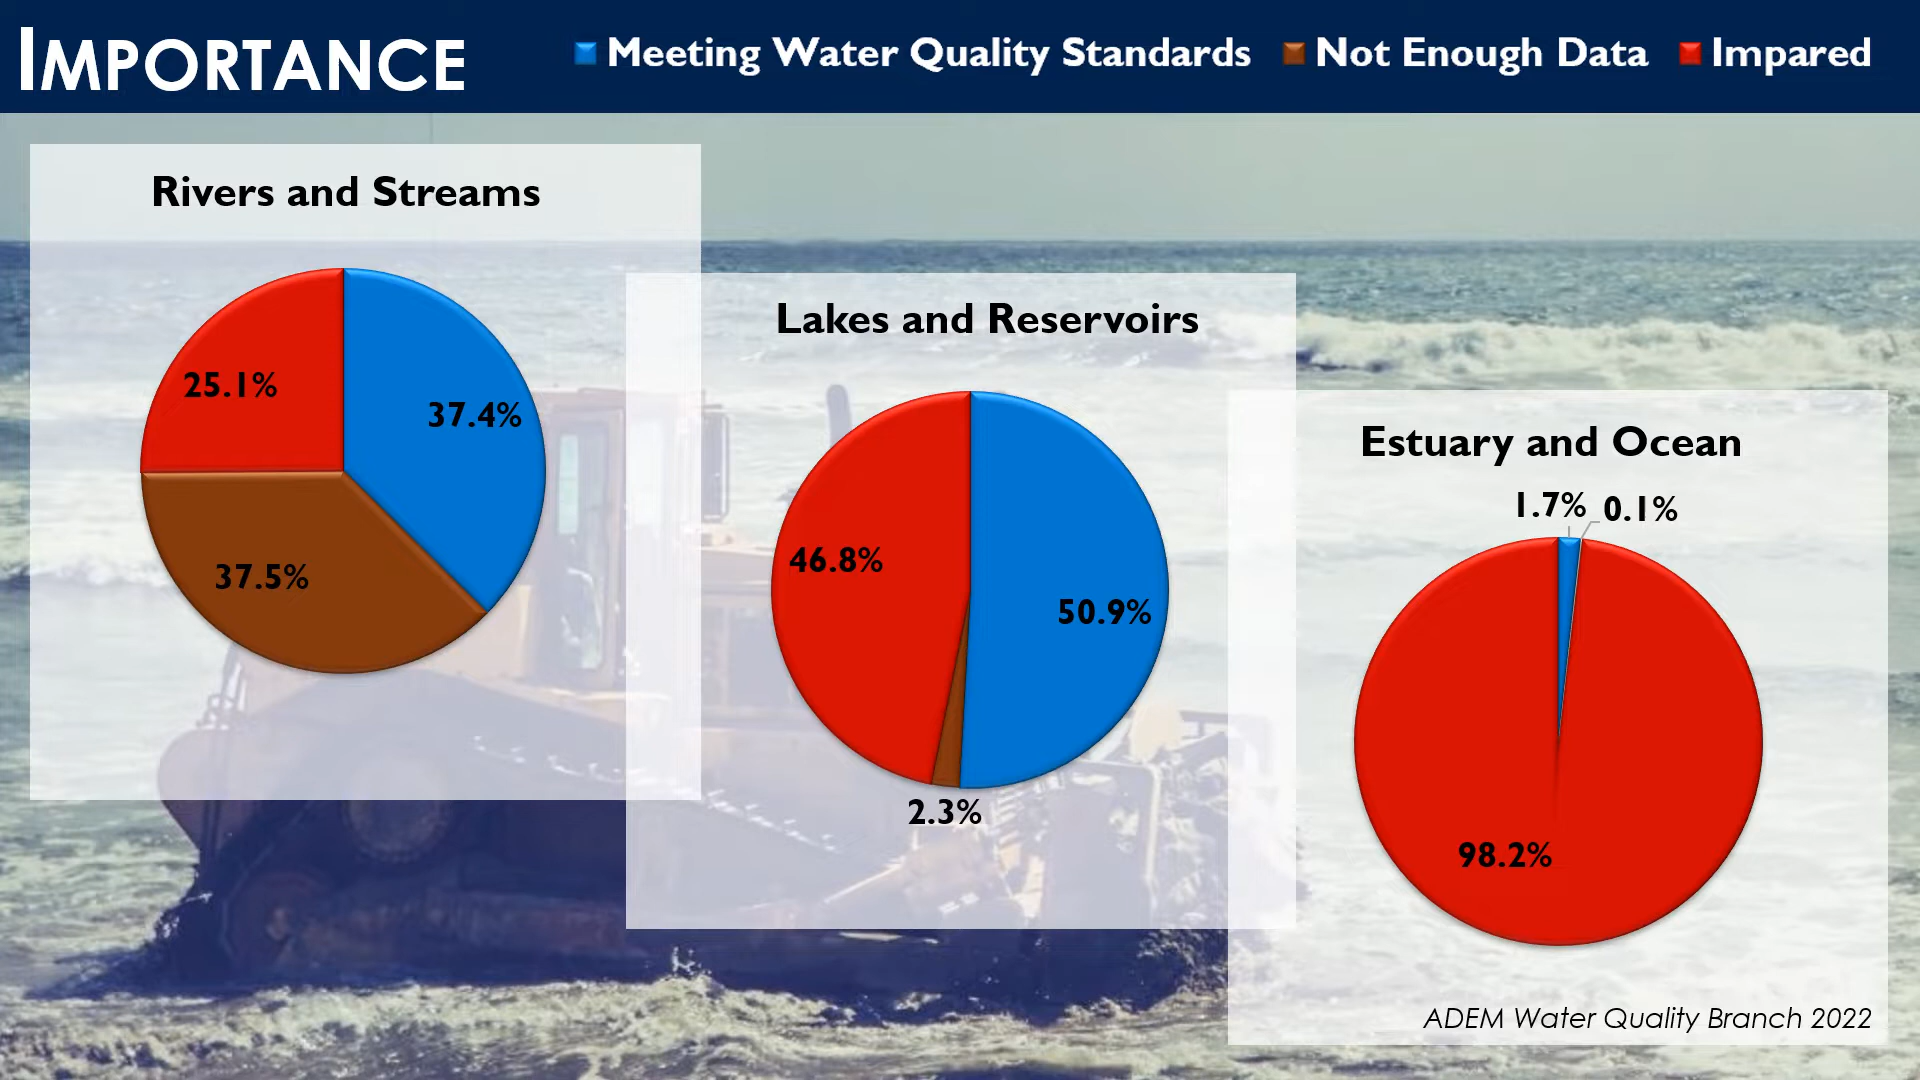 IMPORTANCE
Meeting Water Quality Standards Not Enough Data Impared
Rivers and Streams
25.1%
37.4%
37.5%
Lakes and Reservoirs
46.8%
50.9%
2.3%
Estuary and Ocean
1.7% 0.1%
98.2%
ADEM Water Quality Branch 2022